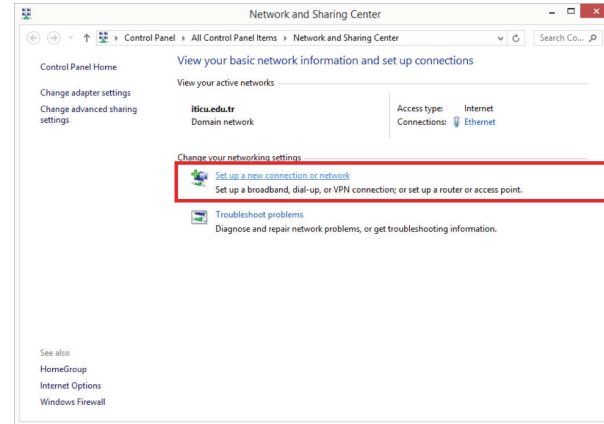 Network and Sharing Center
Control Panel ▸ All Control Panel Items ▸ Network and Sharing Center
Search Co...
Control Panel Home
Change adapter settings
Change advanced sharing
settings
View your basic network information and set up connections
View your active networks
iticu.edu.tr
Domain network
Access type: Internet
Connections: Ethernet
Change your networking settings
Set up a new connection or network
Set up a broadband, dial-up, or VPN connection; or set up a router or access point.
Troubleshoot problems
Diagnose and repair network problems, or get troubleshooting information.
See also
HomeGroup
Internet Options
Windows Firewall